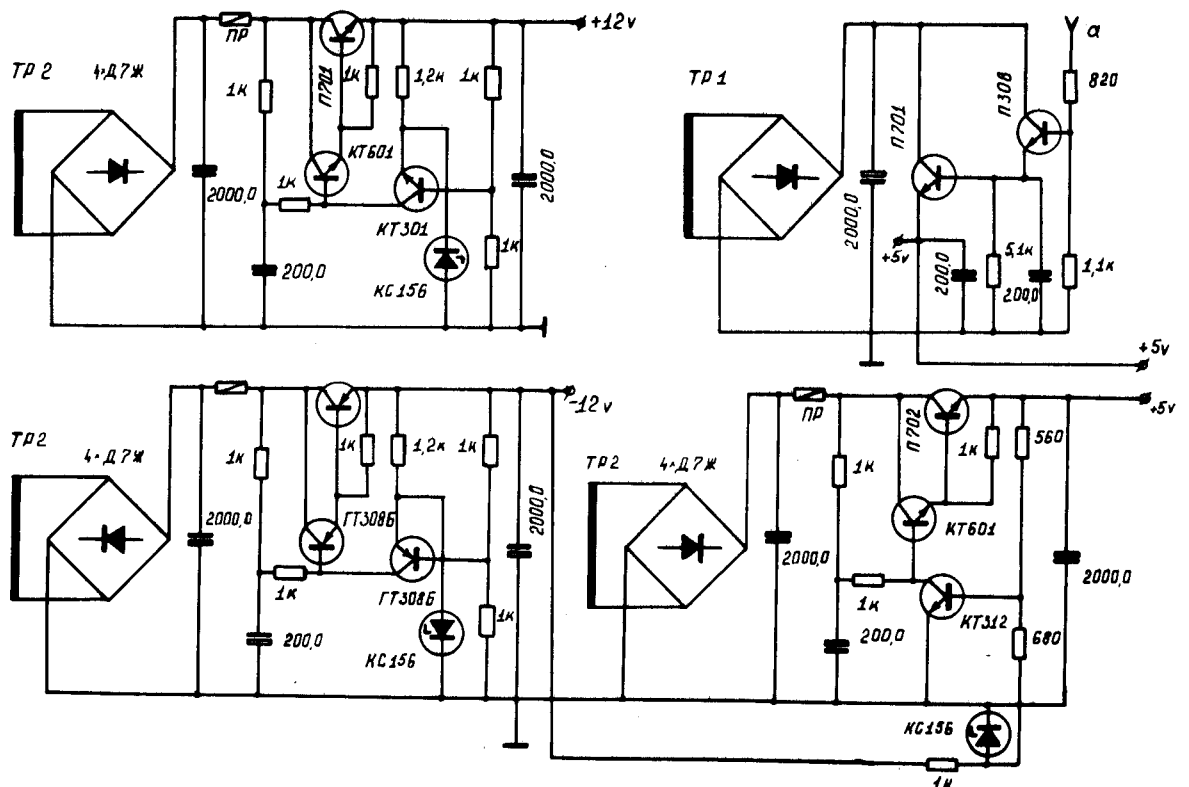 ТР 2
4×Д7Ж
ПР
1к
2000,0
200,0
1к
П701
КТ601
1к
1,2к
КТ301
КС156
1к
1к
2000,0
+12v
ТР 1
2000,0
П701
П308
a
820
+5v
200,0
5,1к
200,0
1,1к
+5v
ТР2
4×Д7Ж
2000,0
1к
1к
200,0
1к
ГТ308Б
1,2к
ГТ308Б
КС156
1к
1к
2000,0
-12v
ТР2
4×Д7Ж
ПР
2000,0
1к
1к
200,0
П702
КТ601
1к
КТ312
560
680
2000,0
+5v
КС156
1к